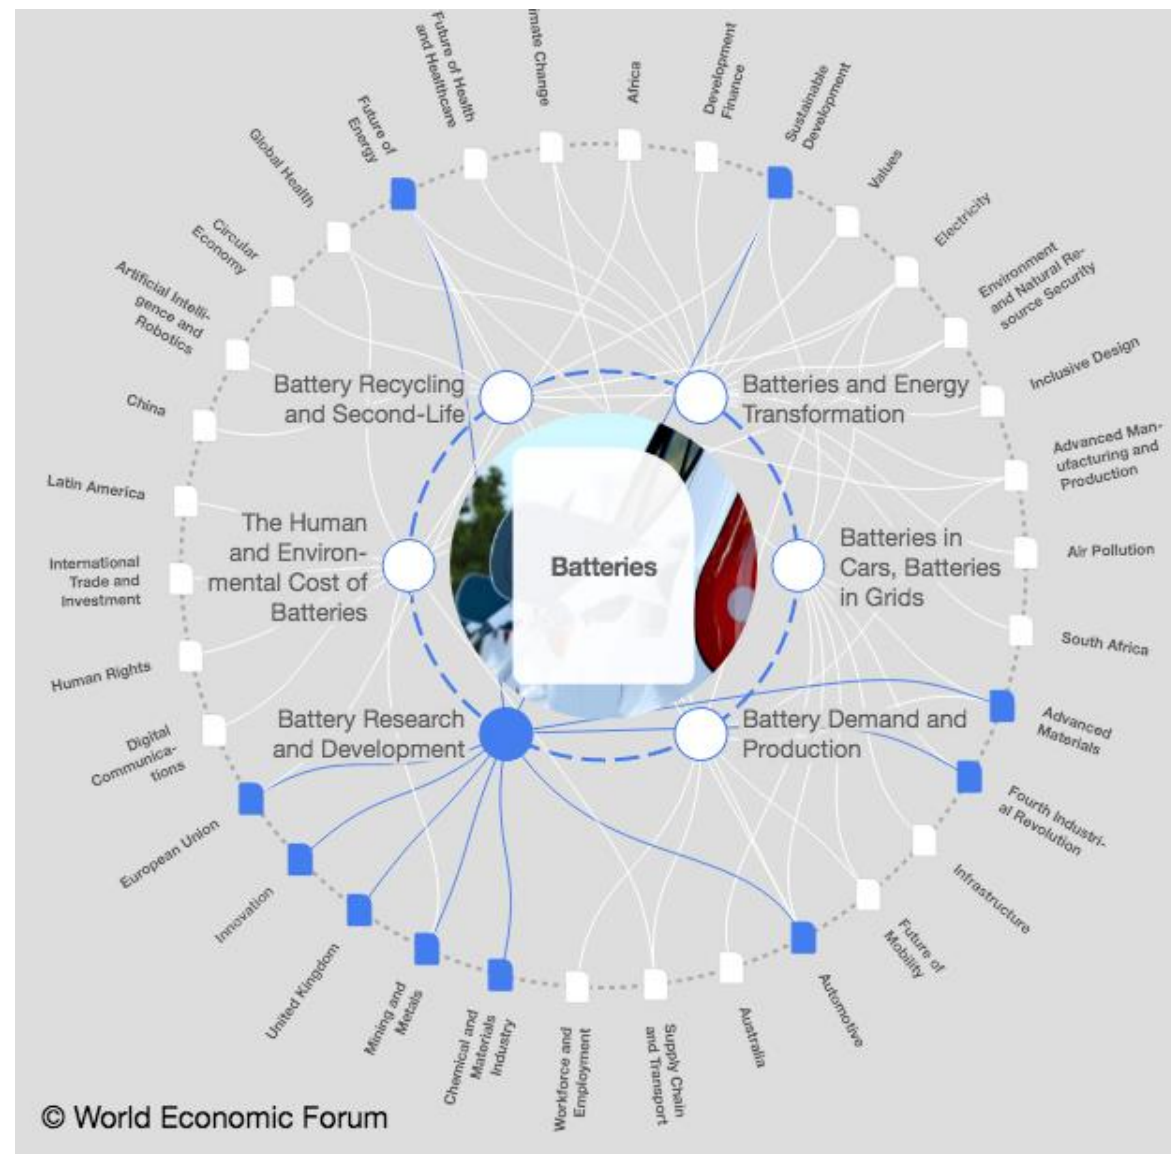 Future of Health
and Healthcare
imate Change
Africa
Development
Finance
Sustainable
Development
Values
Electricity
Environment
and Natural Re-
source Security
Inclusive Design
Advanced Man-
ufacturing and
Production
Air Pollution
South Africa
Advanced
Materials
Fourth Industri-
al Revolution
Infrastructure
Future of
Mobility
Automotive
Australia
Supply Chain
and Transport
Workforce and
Employment
Chemical and
Materials
Industry
Mining and
Metals
United Kingdom
Innovation
European Union
Digital
Communica-
tions
Human Rights
International
Trade and
Investment
Latin America
China
Artificial Intelli-
gence and
Robotics
Circular
Economy
Global Health
Future of
Energy
Battery Recycling
and Second-Life
Batteries and Energy
Transformation
The Human
and Environ-
mental Cost of
Batteries
Batteries
Batteries in
Cars, Batteries
in Grids
Battery Research
and Development
Battery Demand and
Production
© World Economic Forum